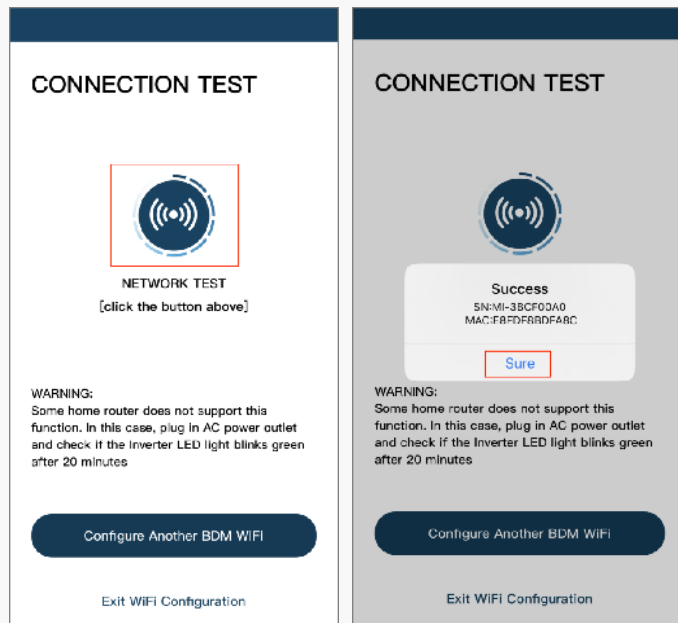 CONNECTION TEST
NETWORK TEST
[click the button above]
WARNING:
Some home router does not support this
function. In this case, plug in AC power outlet
and check if the Inverter LED light blinks green
after 20 minutes
Configure Another BDM WiFi
Exit WiFi Configuration
CONNECTION TEST
Success
SN:MI-3BCF00A0
MAC:E8FDF8BDFA8C
Sure
WARNING:
Some home router does not support this
function. In this case, plug in AC power outlet
and check if the Inverter LED light blinks green
after 20 minutes
Configure Another BDM WiFi
Exit WiFi Configuration